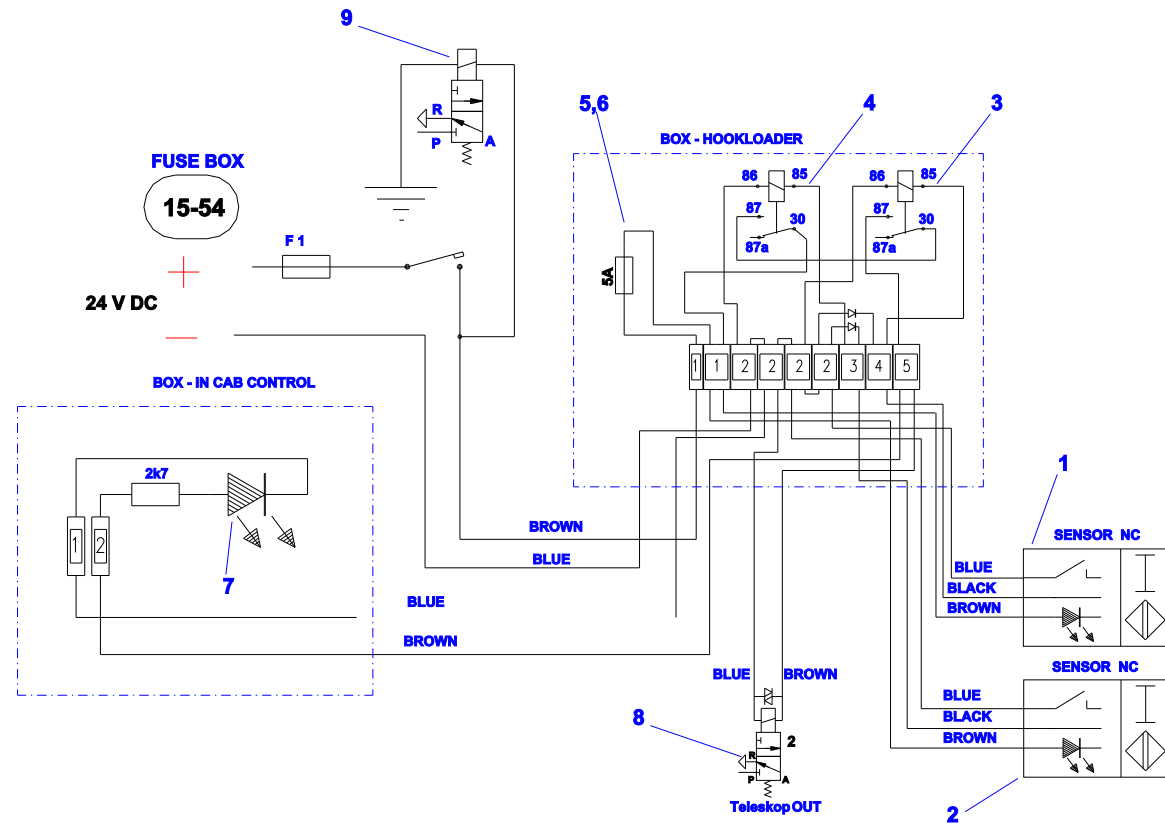 9
R
P
A
FUSE BOX
15-54
F 1
24 V DC
5,6
4
3
BOX - HOOKLOADER
86
85
87
30
87a
86
85
87
30
87a
5A
1
1
2
2
2
2
3
4
5
BOX - IN CAB CONTROL
2k7
1
2
7
BROWN
BLUE
BLUE
BROWN
1
SENSOR NC
BLUE
BLACK
BROWN
SENSOR NC
BLUE
BLACK
BROWN
2
BLUE
BROWN
8
2
R
P
A
Teleskop OUT